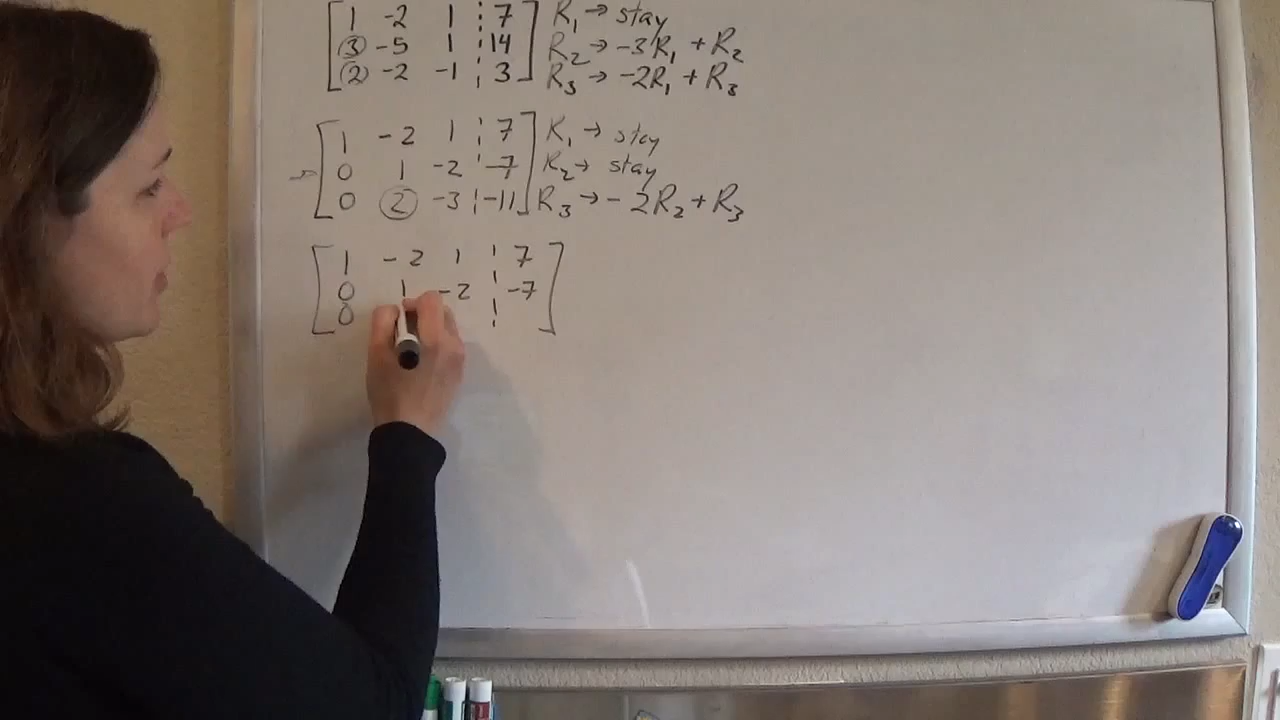 [1 -2 1 ¦ 7] R₁ → stay
[③ -5 1 ¦ 14] R₂ → -3R₁ + R₂
[② -2 -1 ¦ 3] R₃ → -2R₁ + R₃
[1 -2 1 ¦ 7] R₁ → stay
→ [0 1 -2 ¦ -7] R₂ → stay
[0 ② -3 ¦ -11] R₃ → -2R₂ + R₃
[1 -2 1 ¦ 7]
[0 1 -2 ¦ -7]
[0 ¦ ]